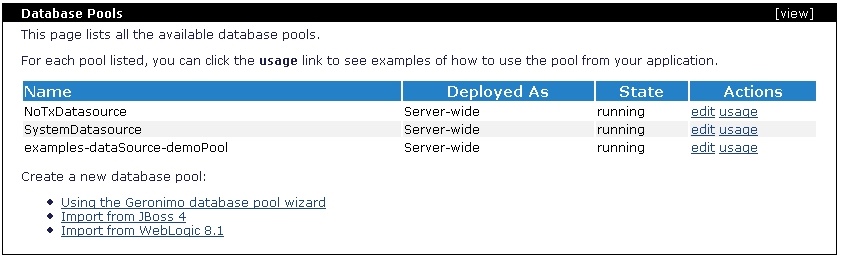 Database Pools [view]
This page lists all the available database pools.
For each pool listed, you can click the usage link to see examples of how to use the pool from your application.
Name Deployed As State Actions
NoTxDatasource Server-wide running edit usage
SystemDatasource Server-wide running edit usage
examples-dataSource-demoPool Server-wide running edit usage
Create a new database pool:
Using the Geronimo database pool wizard
Import from JBoss 4
Import from WebLogic 8.1